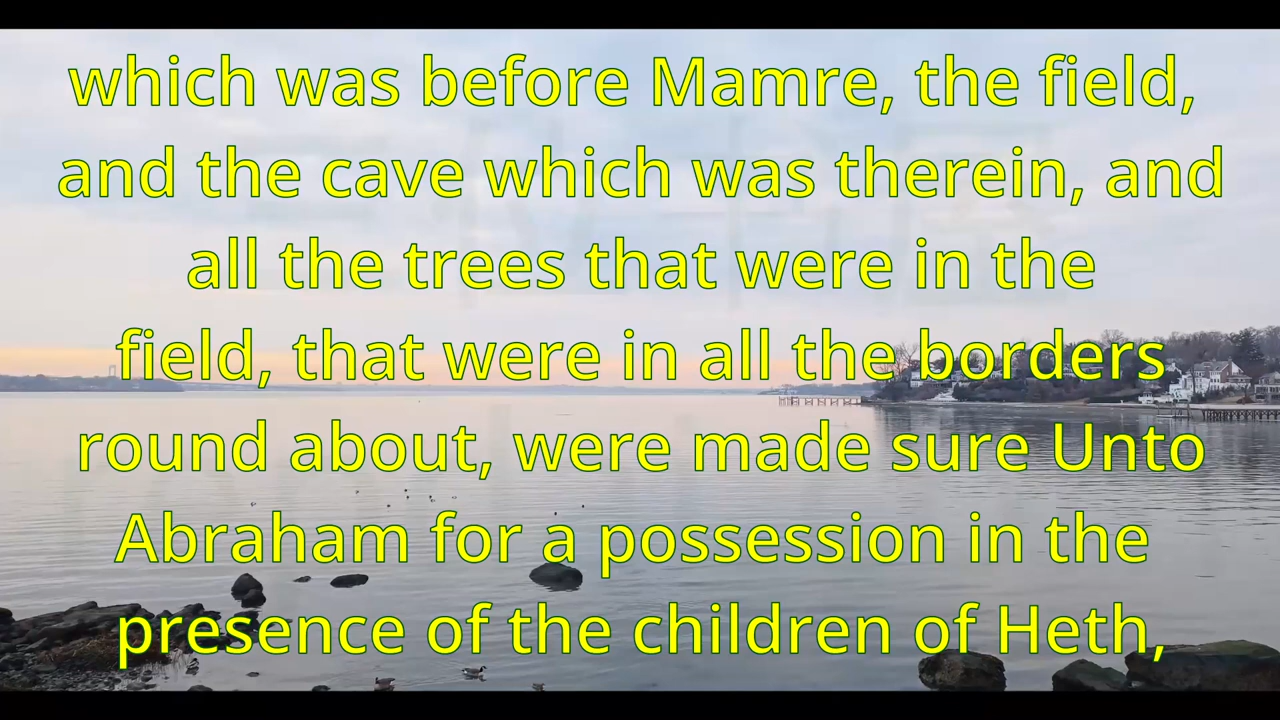 which was before Mamre, the field,
and the cave which was therein, and
all the trees that were in the
field, that were in all the borders
round about, were made sure Unto
Abraham for a possession in the
presence of the children of Heth,